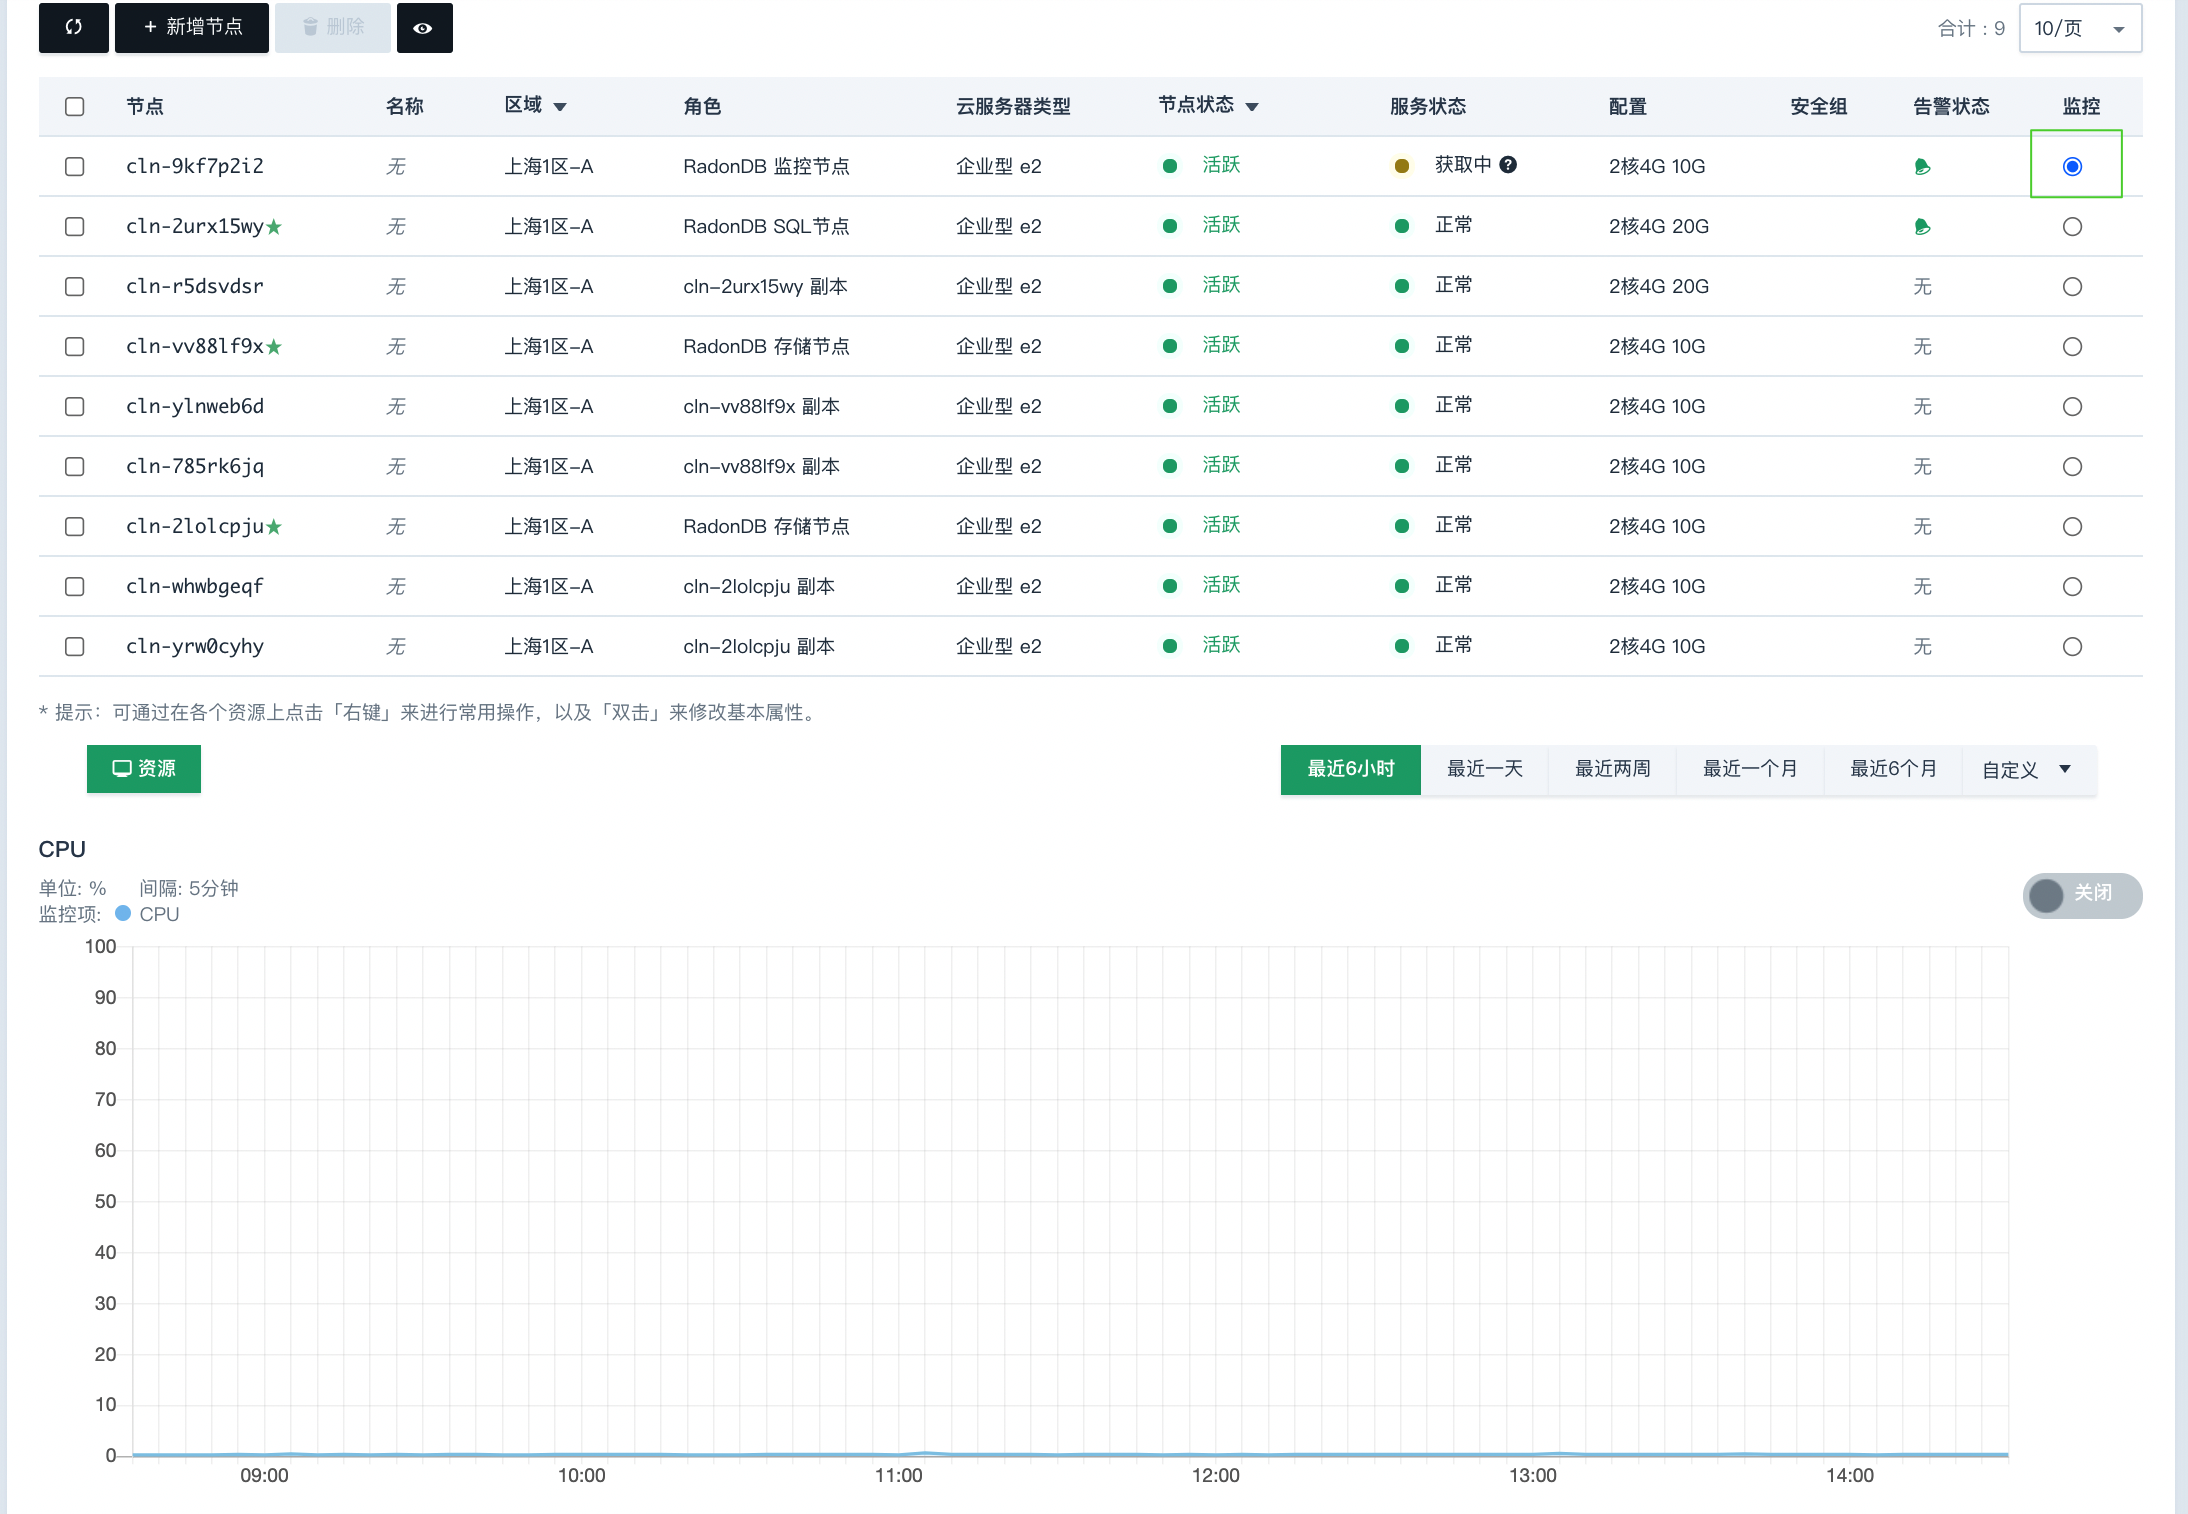 + 新增节点 删除 合计：9 10/页
节点 名称 区域 角色 云服务器类型 节点状态 服务状态 配置 安全组 告警状态 监控
cln-9kf7p2i2 无 上海1区-A RadonDB 监控节点 企业型 e2 活跃 获取中 ? 2核4G 10G
cln-2urx15wy★ 无 上海1区-A RadonDB SQL节点 企业型 e2 活跃 正常 2核4G 20G
cln-r5dsvdsr 无 上海1区-A cln-2urx15wy 副本 企业型 e2 活跃 正常 2核4G 20G 无
cln-vv88lf9x★ 无 上海1区-A RadonDB 存储节点 企业型 e2 活跃 正常 2核4G 10G 无
cln-ylnweb6d 无 上海1区-A cln-vv88lf9x 副本 企业型 e2 活跃 正常 2核4G 10G 无
cln-785rk6jq 无 上海1区-A cln-vv88lf9x 副本 企业型 e2 活跃 正常 2核4G 10G 无
cln-2lolcpju★ 无 上海1区-A RadonDB 存储节点 企业型 e2 活跃 正常 2核4G 10G 无
cln-whwbgeqf 无 上海1区-A cln-2lolcpju 副本 企业型 e2 活跃 正常 2核4G 10G 无
cln-yrw0cyhy 无 上海1区-A cln-2lolcpju 副本 企业型 e2 活跃 正常 2核4G 10G 无
* 提示：可通过在各个资源上点击「右键」来进行常用操作，以及「双击」来修改基本属性。
资源 最近6小时 最近一天 最近两周 最近一个月 最近6个月 自定义
CPU
单位: % 间隔: 5分钟
关闭
监控项: CPU
100
90
80
70
60
50
40
30
20
10
0
09:00 10:00 11:00 12:00 13:00 14:00